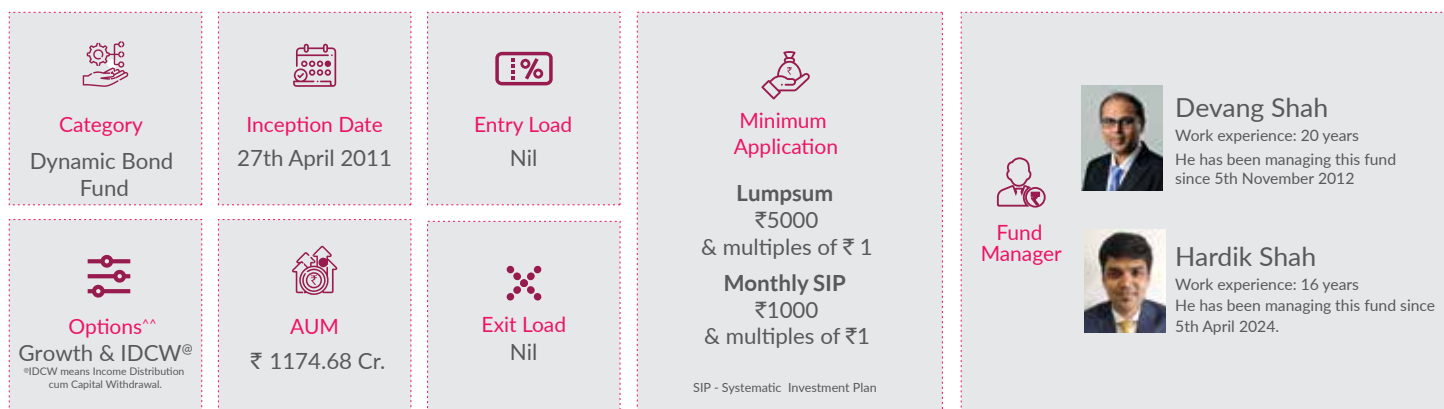 Category
Dynamic Bond
Fund
Inception Date
27th April 2011
%
Entry Load
Nil
₹
Minimum
Application
Lumpsum
₹5000
& multiples of ₹ 1
Monthly SIP
₹1000
& multiples of ₹1
SIP - Systematic Investment Plan
Options^^
Growth & IDCW@
@IDCW means Income Distribution
cum Capital Withdrawal.
₹
AUM
₹ 1174.68 Cr.
Exit Load
Nil
₹
Fund
Manager
Devang Shah
Work experience: 20 years
He has been managing this fund
since 5th November 2012
Hardik Shah
Work experience: 16 years
He has been managing this fund since
5th April 2024.